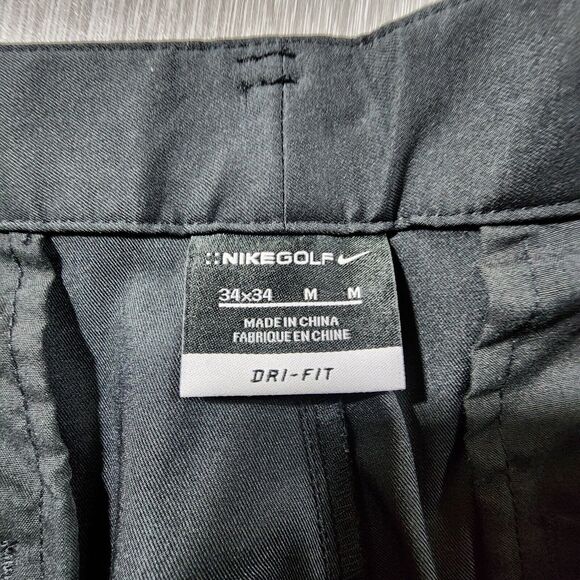 NIKEGOLF
34x34 M M
MADE IN CHINA
FABRIQUE EN CHINE
DRI-FIT